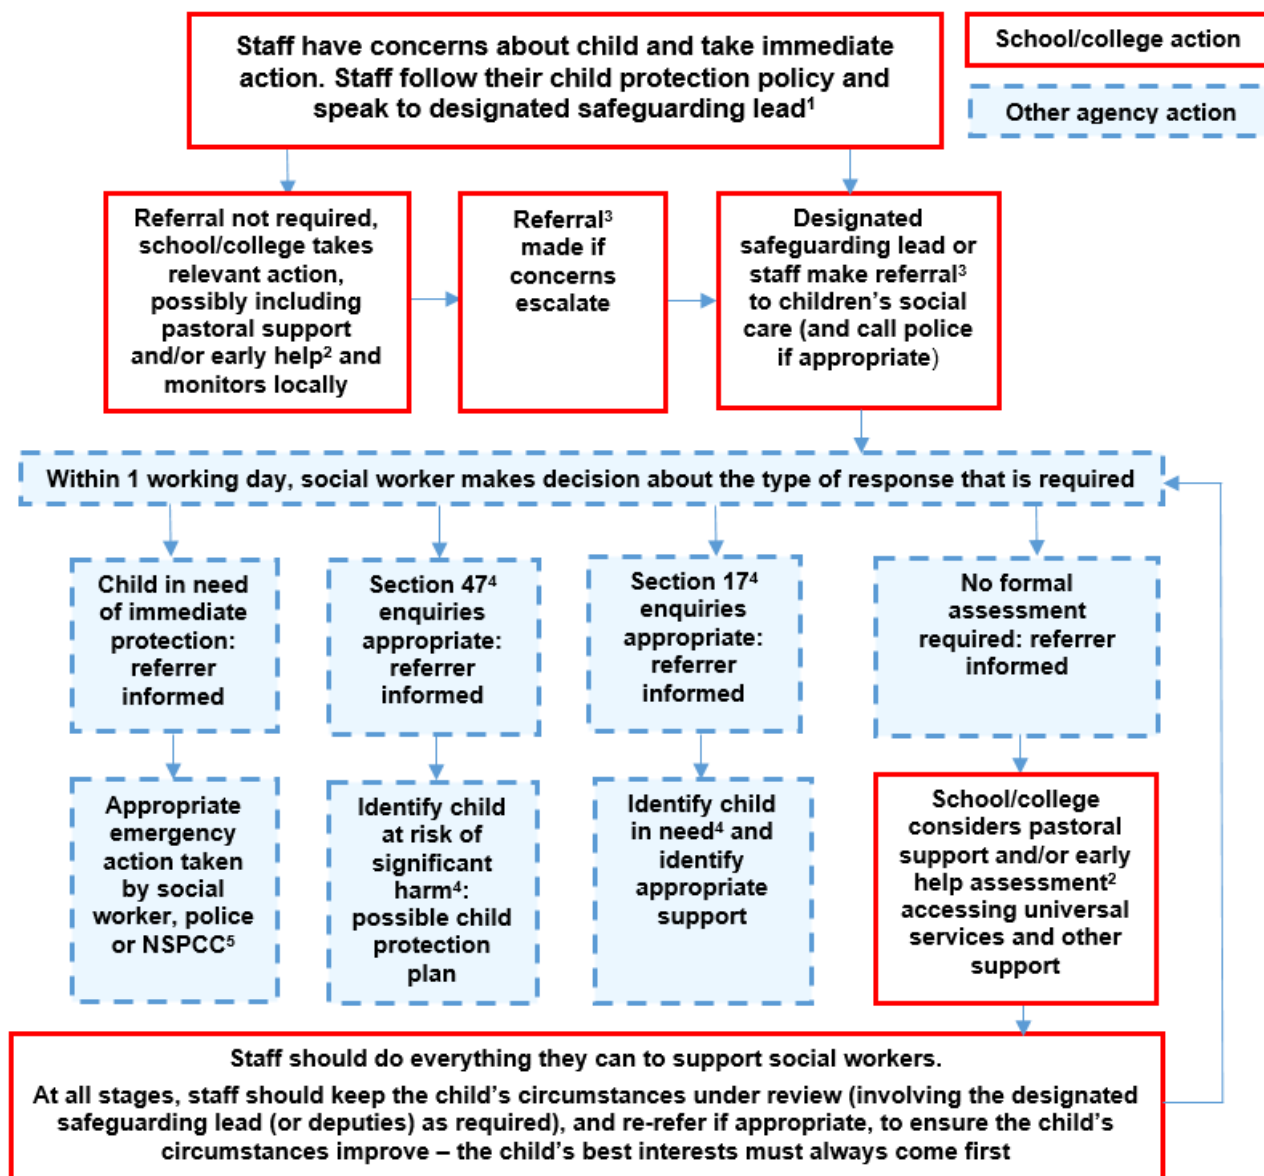 Staff have concerns about child and take immediate
action. Staff follow their child protection policy and
speak to designated safeguarding lead¹
School/college action
Other agency action
Referral not required,
school/college takes
relevant action,
possibly including
pastoral support
and/or early help² and
monitors locally
Referral³
made if
concerns
escalate
Designated
safeguarding lead or
staff make referral³
to children’s social
care (and call police
if appropriate)
Within 1 working day, social worker makes decision about the type of response that is required
Child in need
of immediate
protection:
referrer
informed
Section 47⁴
enquiries
appropriate:
referrer
informed
Section 17⁴
enquiries
appropriate:
referrer
informed
No formal
assessment
required: referrer
informed
Appropriate
emergency
action taken
by social
worker, police
or NSPCC⁵
Identify child
at risk of
significant
harm⁴:
possible child
protection
plan
Identify child
in need⁴ and
identify
appropriate
support
School/college
considers pastoral
support and/or early
help assessment²
accessing universal
services and other
support
Staff should do everything they can to support social workers.
At all stages, staff should keep the child’s circumstances under review (involving the designated
safeguarding lead (or deputies) as required), and re-refer if appropriate, to ensure the child’s
circumstances improve – the child’s best interests must always come first